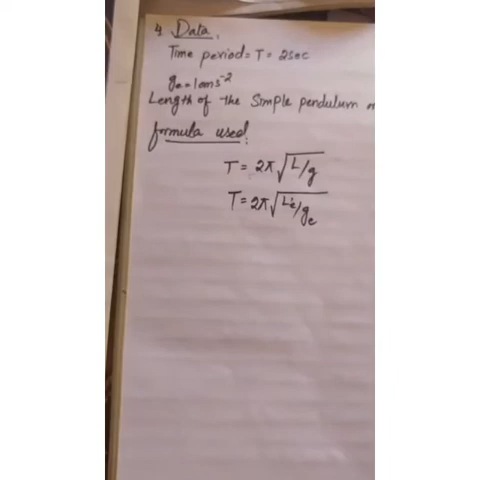 4. Data.
Time period = T = 2sec
ge = 10ms⁻²
Length of the Simple pendulum
formula used:
T = 2π√L/g
T = 2π√Le/ge